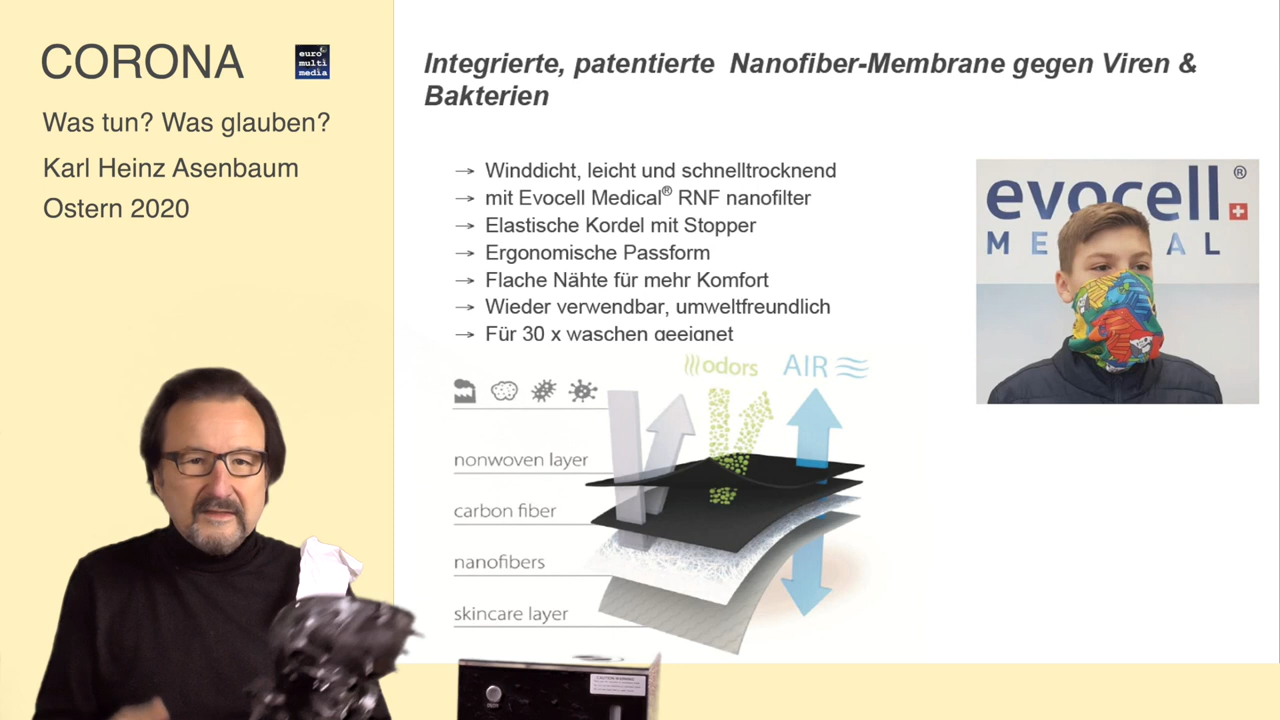 CORONA
euro
multi
media
Was tun? Was glauben?
Karl Heinz Asenbaum
Ostern 2020
Integrierte, patentierte Nanofiber-Membrane gegen Viren &
Bakterien
→ Winddicht, leicht und schnelltrocknend
→ mit Evocell Medical® RNF nanofilter
→ Elastische Kordel mit Stopper
→ Ergonomische Passform
→ Flache Nähte für mehr Komfort
→ Wieder verwendbar, umweltfreundlich
→ Für 30 x waschen geeignet
odors
AIR
nonwoven layer
carbon fiber
nanofibers
skincare layer
evocell®
CAUTION WARNING